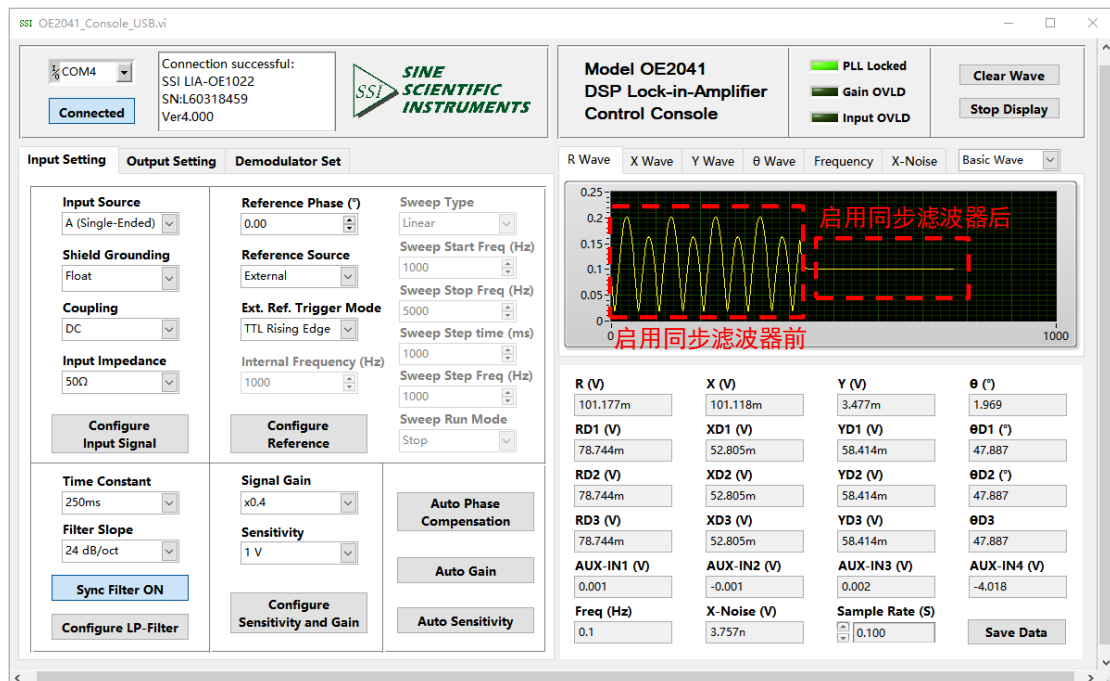 SSI OE2041_Console_USB.vi
I/O COM4
Connected
Connection successful:
SSI LIA-OE1022
SN:L60318459
Ver4.000
SSI
SINE
SCIENTIFIC
INSTRUMENTS
Model OE2041
DSP Lock-in-Amplifier
Control Console
PLL Locked
Gain OVLD
Input OVLD
Clear Wave
Stop Display
Input Setting
Output Setting
Demodulator Set
Input Source
A (Single-Ended)
Shield Grounding
Float
Coupling
DC
Input Impedance
50Ω
Configure
Input Signal
Reference Phase (°)
0.00
Reference Source
External
Ext. Ref. Trigger Mode
TTL Rising Edge
Internal Frequency (Hz)
1000
Configure
Reference
Sweep Type
Linear
Sweep Start Freq (Hz)
1000
Sweep Stop Freq (Hz)
5000
Sweep Step time (ms)
1000
Sweep Step Freq (Hz)
1000
Sweep Run Mode
Stop
Time Constant
250ms
Filter Slope
24 dB/oct
Sync Filter ON
Configure LP-Filter
Signal Gain
x0.4
Sensitivity
1 V
Configure
Sensitivity and Gain
Auto Phase
Compensation
Auto Gain
Auto Sensitivity
R Wave X Wave Y Wave θ Wave Frequency X-Noise Basic Wave
0.25
0.2
0.15
0.1
0.05
0
0 1000
启用同步滤波器后
启用同步滤波器前
R (V) X (V) Y (V) θ (°)
101.177m 101.118m 3.477m 1.969
RD1 (V) XD1 (V) YD1 (V) θD1 (°)
78.744m 52.805m 58.414m 47.887
RD2 (V) XD2 (V) YD2 (V) θD2 (°)
78.744m 52.805m 58.414m 47.887
RD3 (V) XD3 (V) YD3 (V) θD3
78.744m 52.805m 58.414m 47.887
AUX-IN1 (V) AUX-IN2 (V) AUX-IN3 (V) AUX-IN4 (V)
0.001 -0.001 0.002 -4.018
Freq (Hz) X-Noise (V) Sample Rate (S)
0.1 3.757n 0.100 Save Data